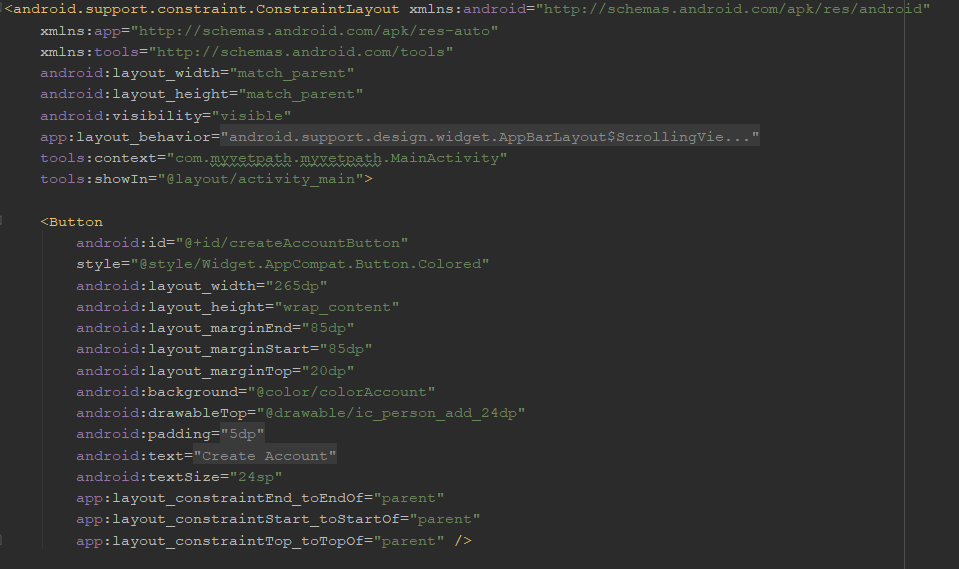 <android.support.constraint.ConstraintLayout xmlns:android="http://schemas.android.com/apk/res/android"
xmlns:app="http://schemas.android.com/apk/res-auto"
xmlns:tools="http://schemas.android.com/tools"
android:layout_width="match_parent"
android:layout_height="match_parent"
android:visibility="visible"
app:layout_behavior="android.support.design.widget.AppBarLayout$ScrollingVie..."
tools:context="com.myvetpath.myvetpath.MainActivity"
tools:showIn="@layout/activity_main">
<Button
android:id="@+id/createAccountButton"
style="@style/Widget.AppCompat.Button.Colored"
android:layout_width="265dp"
android:layout_height="wrap_content"
android:layout_marginEnd="85dp"
android:layout_marginStart="85dp"
android:layout_marginTop="20dp"
android:background="@color/colorAccount"
android:drawableTop="@drawable/ic_person_add_24dp"
android:padding="5dp"
android:text="Create Account"
android:textSize="24sp"
app:layout_constraintEnd_toEndOf="parent"
app:layout_constraintStart_toStartOf="parent"
app:layout_constraintTop_toTopOf="parent" />